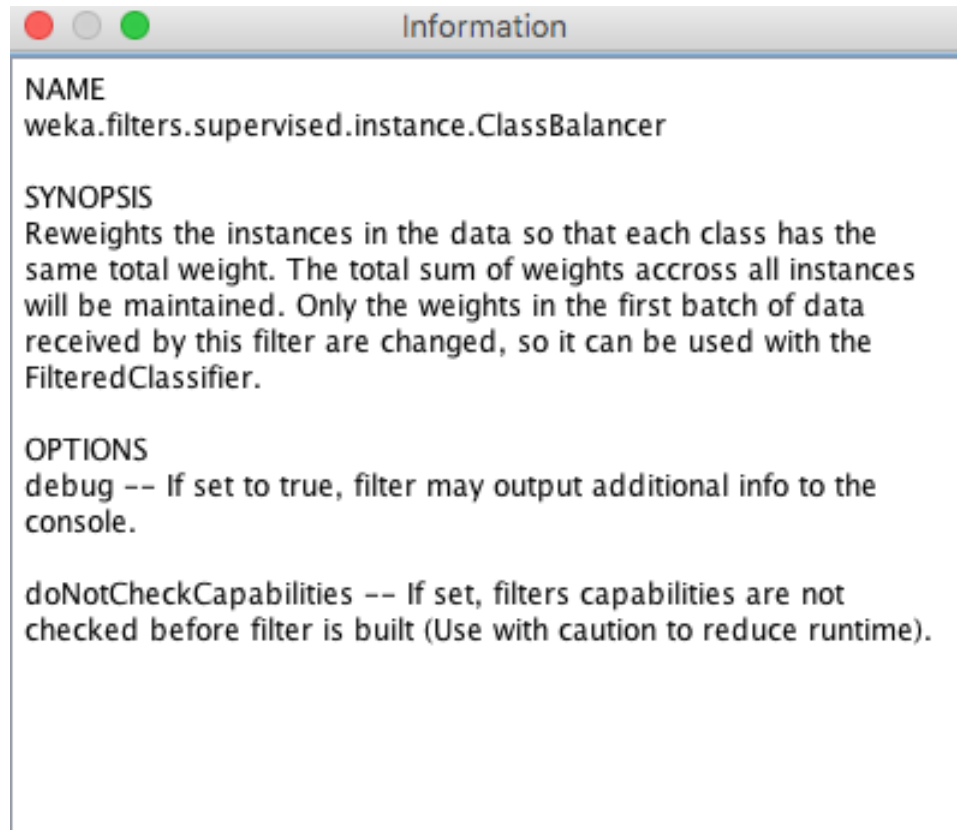 Information
NAME
weka.filters.supervised.instance.ClassBalancer
SYNOPSIS
Reweights the instances in the data so that each class has the
same total weight. The total sum of weights accross all instances
will be maintained. Only the weights in the first batch of data
received by this filter are changed, so it can be used with the
FilteredClassifier.
OPTIONS
debug -- If set to true, filter may output additional info to the
console.
doNotCheckCapabilities -- If set, filters capabilities are not
checked before filter is built (Use with caution to reduce runtime).